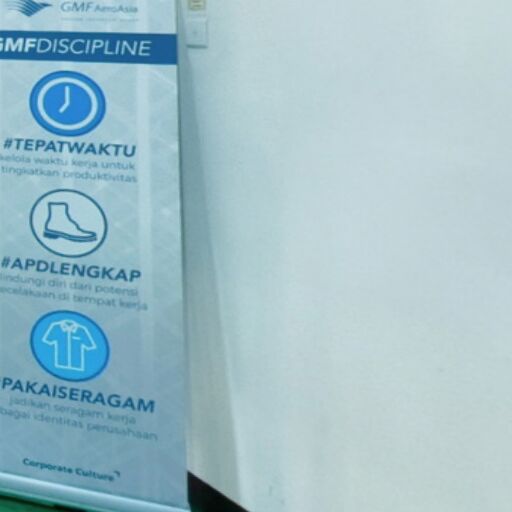 GMF AeroAsia
GMFDISCIPLINE
#TEPATWAKTU
kelola waktu kerja untuk
tingkatkan produktivitas
#APDLENGKAP
lindungi diri dari potensi
kecelakaan di tempat kerja
#PAKAISERAGAM
jadikan seragam kerja
sebagai identitas perusahaan
Corporate Culture